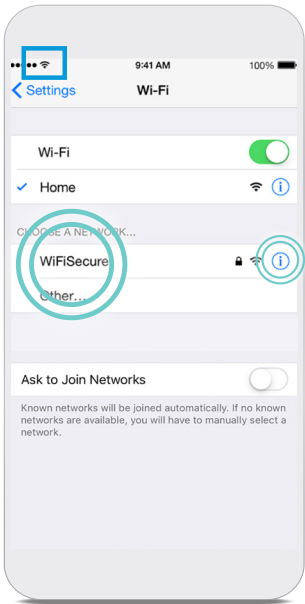 9:41 AM 100%
Settings Wi-Fi
Wi-Fi
Home
CHOOSE A NETWORK...
WiFiSecure
Other...
Ask to Join Networks
Known networks will be joined automatically. If no known
networks are available, you will have to manually select a
network.